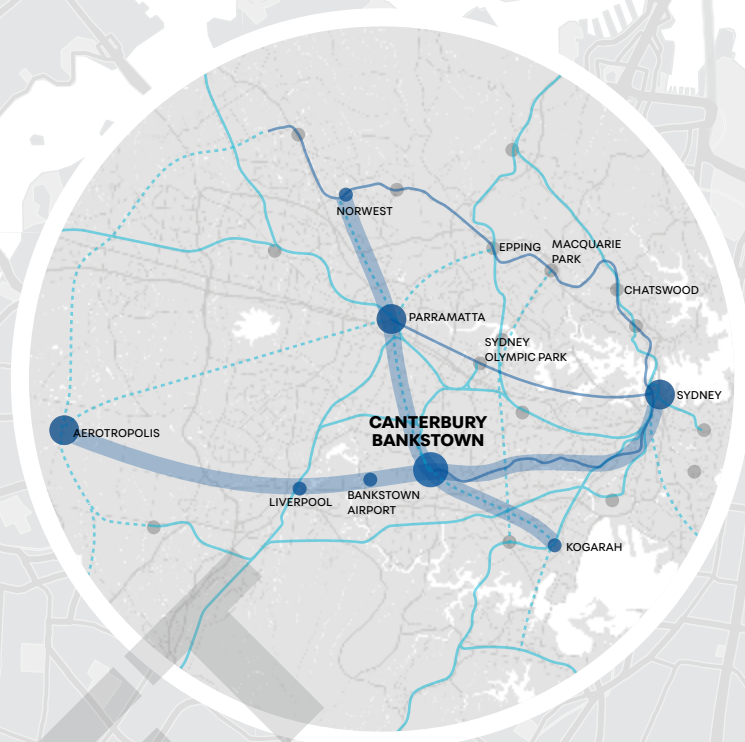 NORWEST
EPPING
MACQUARIE
PARK
CHATSWOOD
PARRAMATTA
SYDNEY
OLYMPIC PARK
SYDNEY
CANTERBURY
BANKSTOWN
AEROTROPOLIS
LIVERPOOL
BANKSTOWN
AIRPORT
KOGARAH